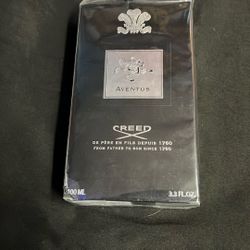 AVENTUS
CREED
DE PÈRE EN FILS DEPUIS 1760
FROM FATHER TO SON SINCE 1760
100 ML
3.3 FL.OZ.